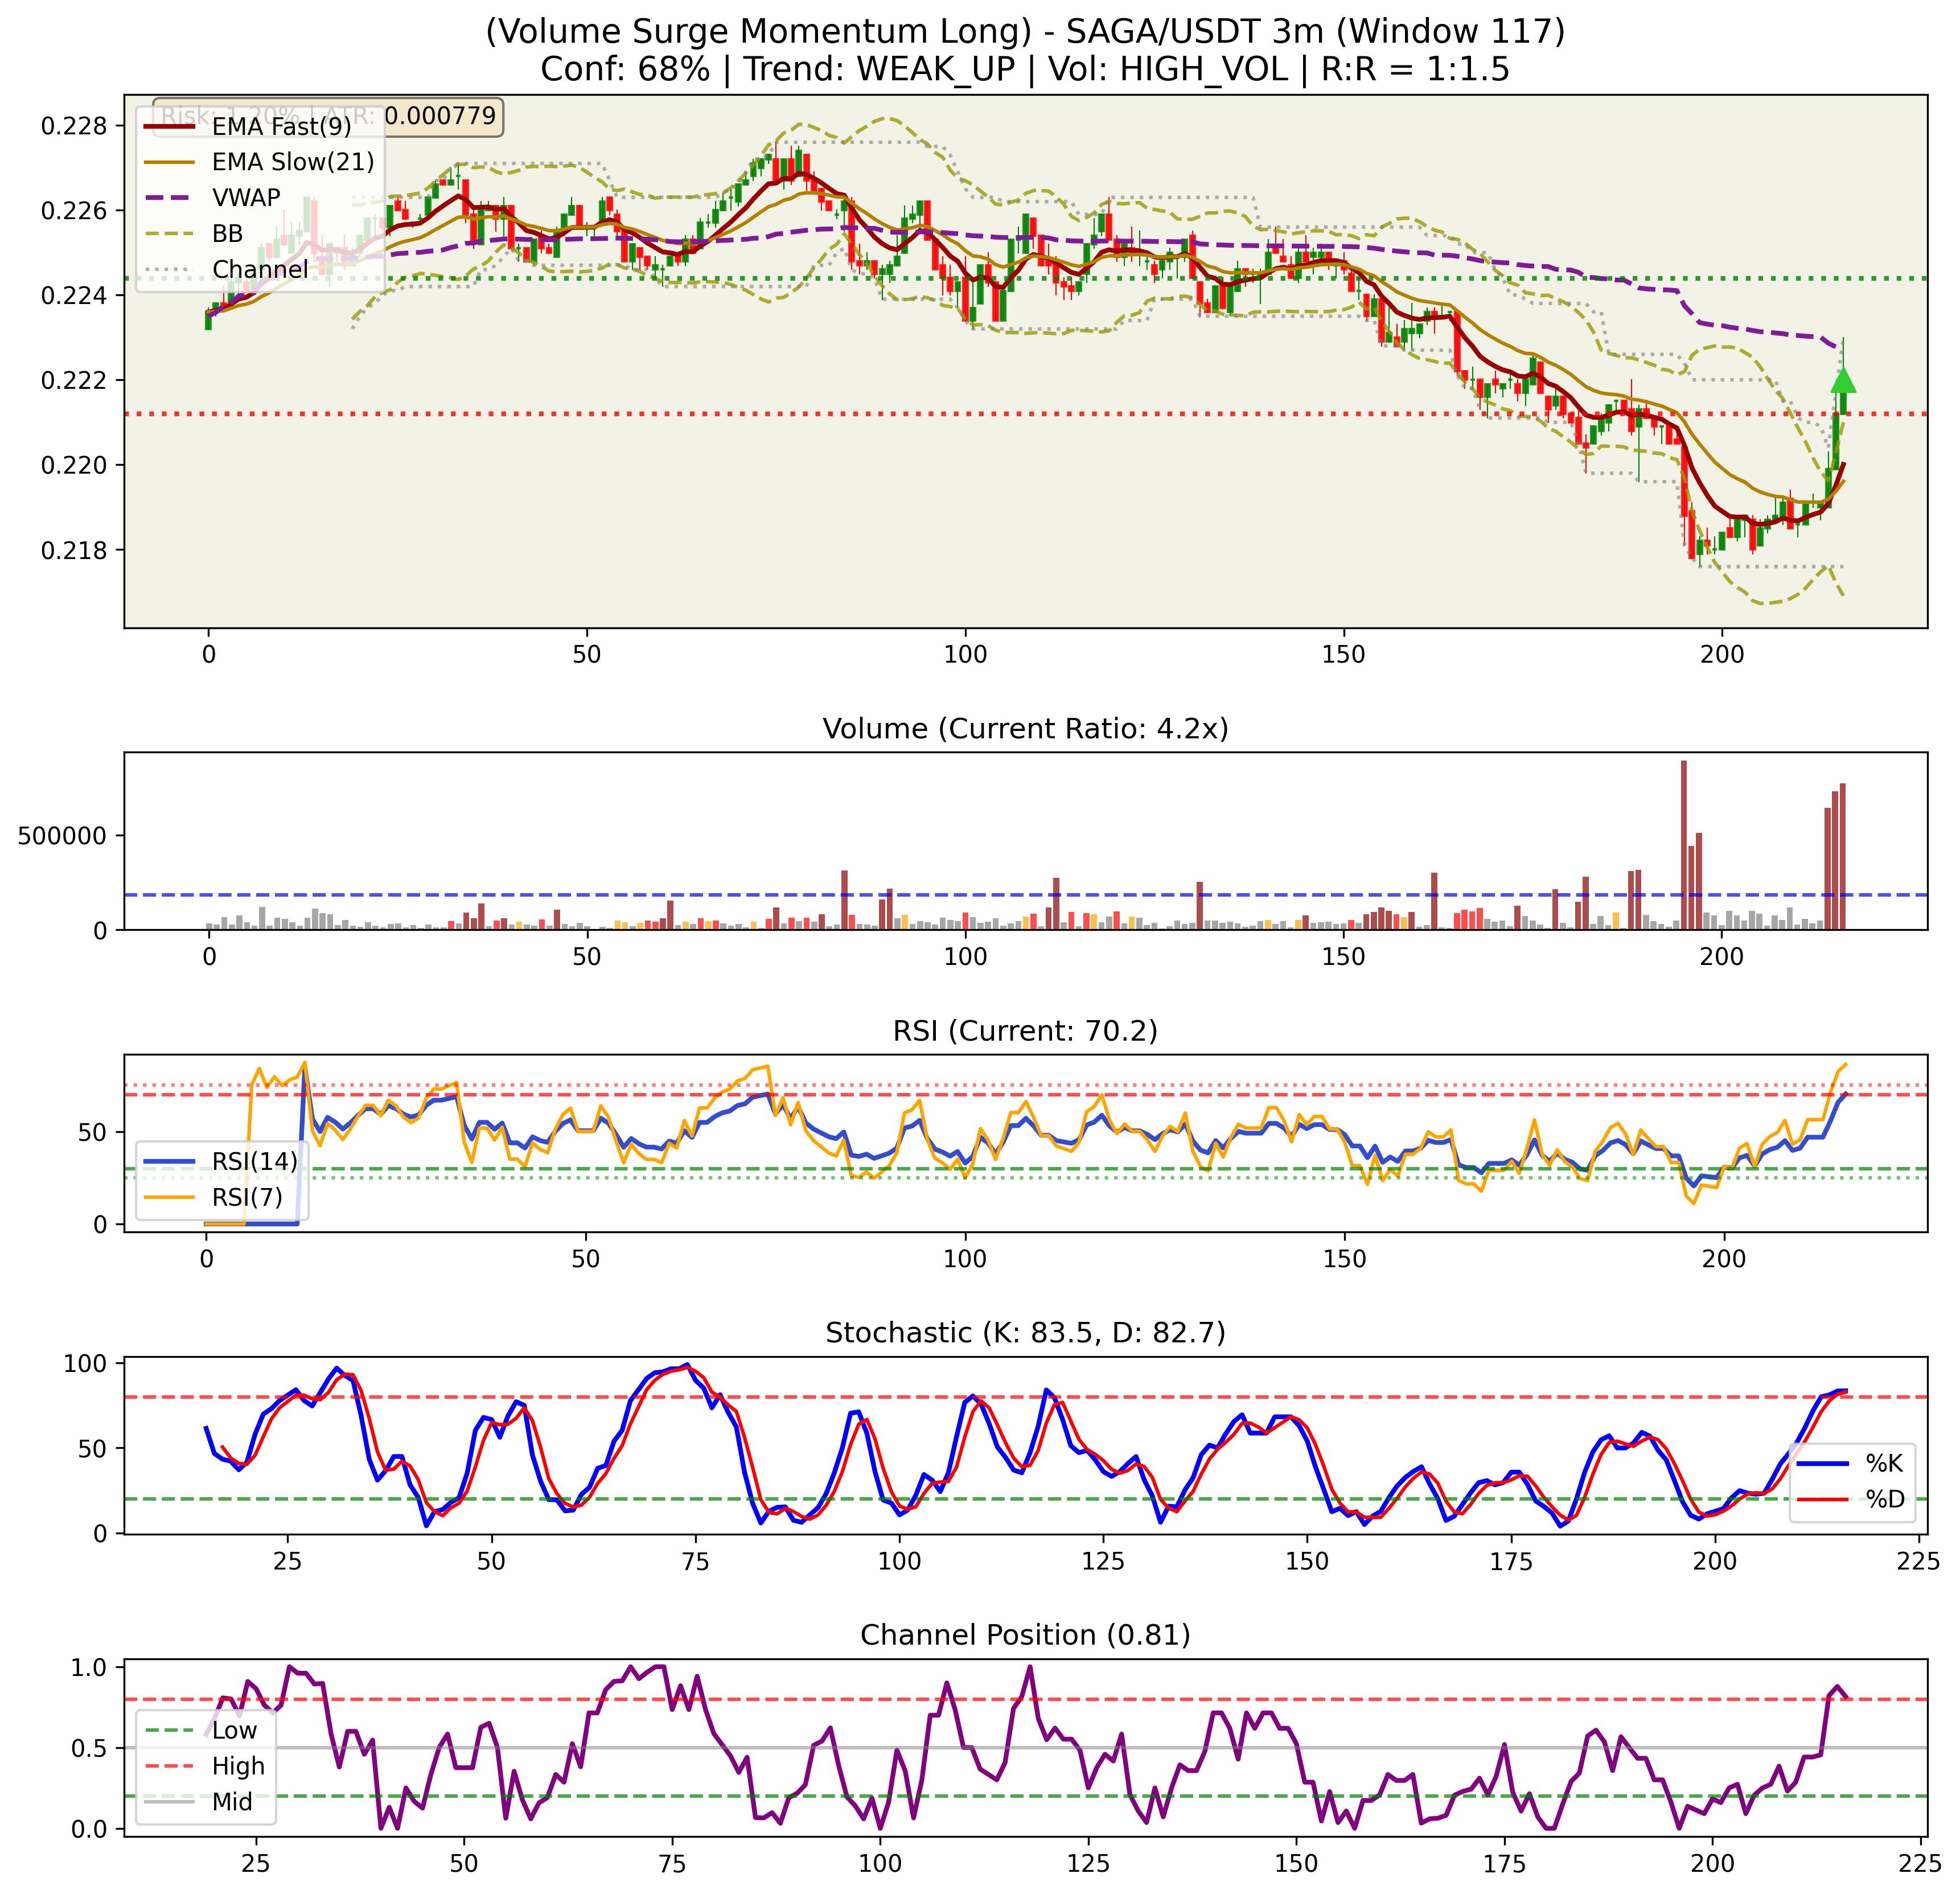 (Volume Surge Momentum Long) - SAGA/USDT 3m (Window 117)
Conf: 68% | Trend: WEAK_UP | Vol: HIGH_VOL | R:R = 1:1.5
Risk: 1.20% | ATR: 0.000779
EMA Fast(9)
EMA Slow(21)
VWAP
BB
Channel
0.228
0.226
0.224
0.222
0.220
0.218
0 50 100 150 200
Volume (Current Ratio: 4.2x)
500000
0
0 50 100 150 200
RSI (Current: 70.2)
50
0
RSI(14)
RSI(7)
0 50 100 150 200
Stochastic (K: 83.5, D: 82.7)
100
50
0
%K
%D
25 50 75 100 125 150 175 200 225
Channel Position (0.81)
1.0
0.5
0.0
Low
High
Mid
25 50 75 100 125 150 175 200 225